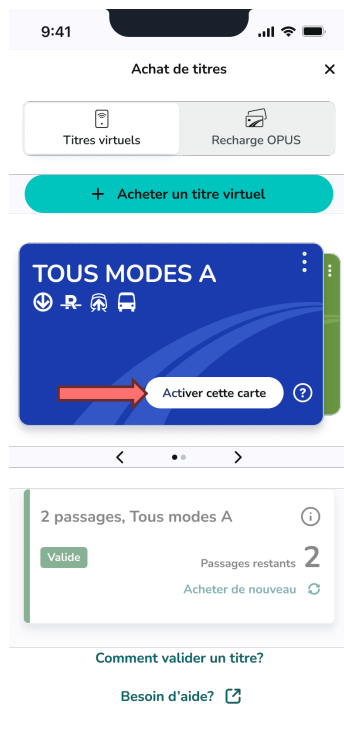 9:41
Achat de titres
Titres virtuels
Recharge OPUS
+ Acheter un titre virtuel
TOUS MODES A
Activer cette carte
2 passages, Tous modes A
Valide
Passages restants 2
Acheter de nouveau
Comment valider un titre?
Besoin d'aide?